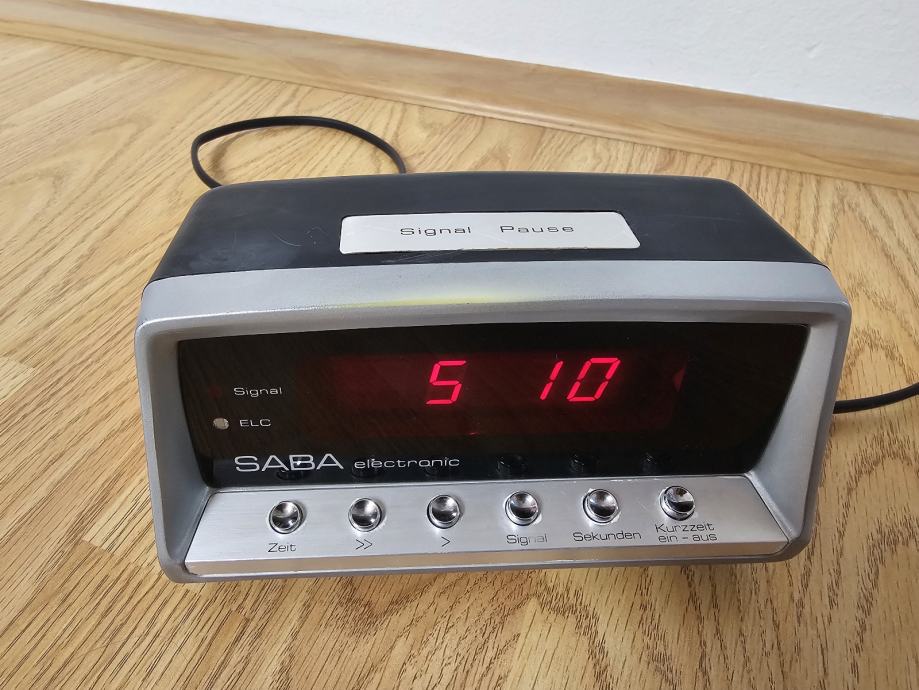 Signal Pause
5 10
Signal
ELC
SABA electronic
Zeit >> > Signal Sekunden Kurzzeit
ein - aus